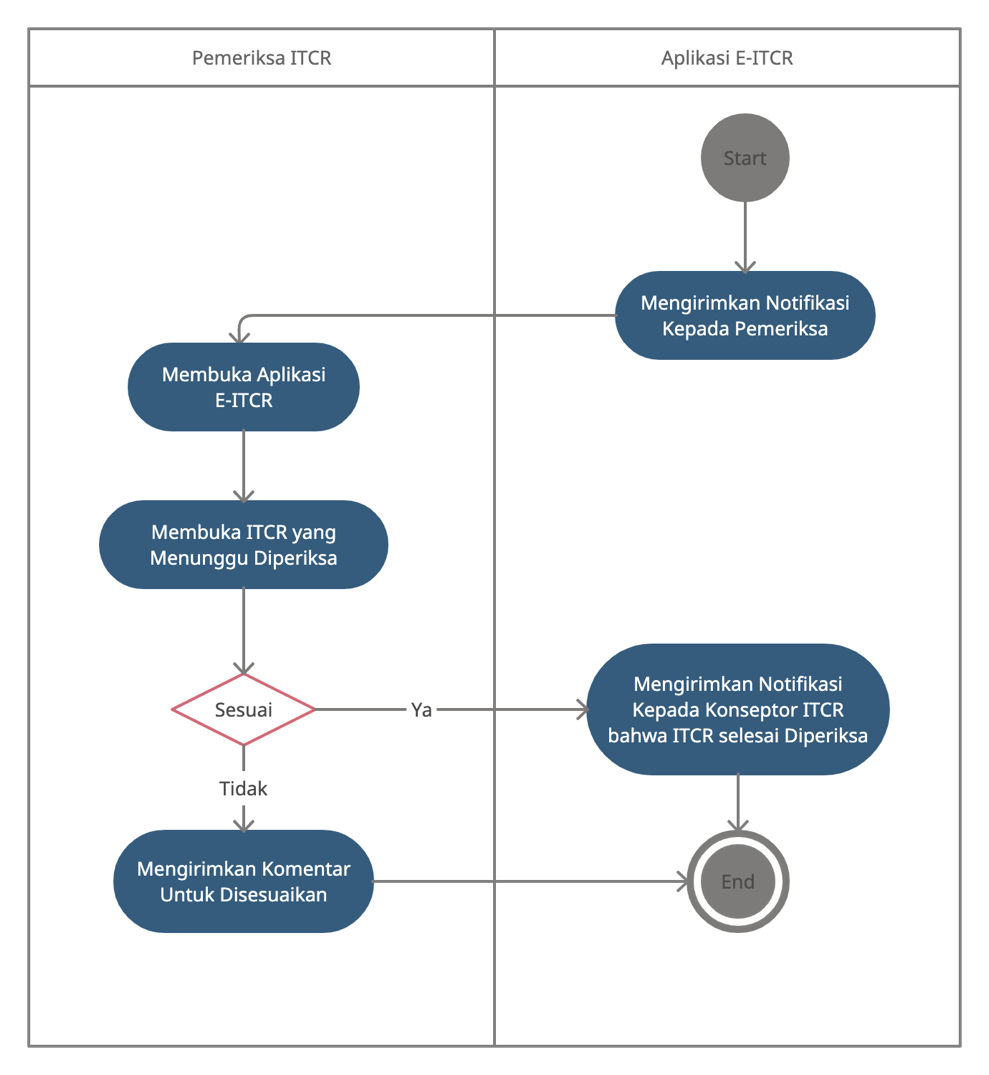 Pemeriksa ITCR
Aplikasi E-ITCR
Start
Mengirimkan Notifikasi
Kepada Pemeriksa
Membuka Aplikasi
E-ITCR
Membuka ITCR yang
Menunggu Diperiksa
Sesuai
Ya
Mengirimkan Notifikasi
Kepada Konseptor ITCR
bahwa ITCR selesai Diperiksa
Tidak
Mengirimkan Komentar
Untuk Disesuaikan
End